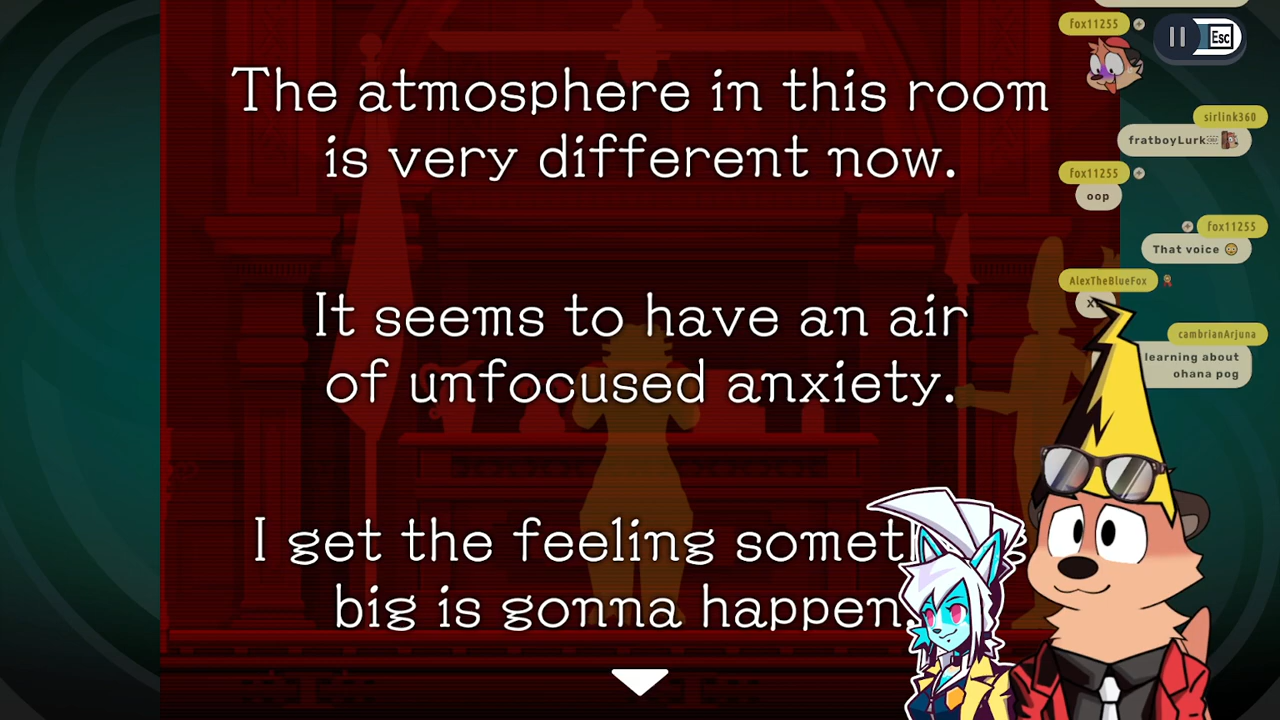 The atmosphere in this room
is very different now.
It seems to have an air
of unfocused anxiety.
I get the feeling
big is gonna happen.
Esc
fox11255
sirlink360
fratboyLurk
fox11255
oop
fox11255
That voice
AlexTheBlueFox
cambrianArjuna
learning about
ohana pog